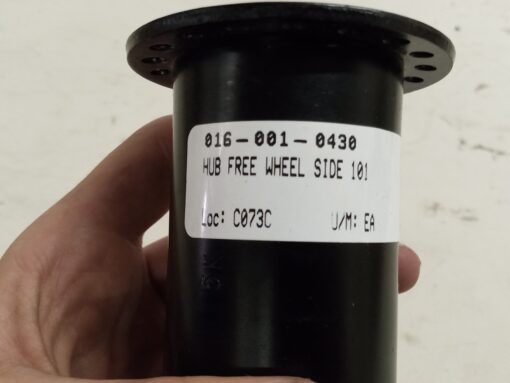 016-001-0430
HUB FREE WHEEL SIDE 101
Loc: C073C U/M: EA